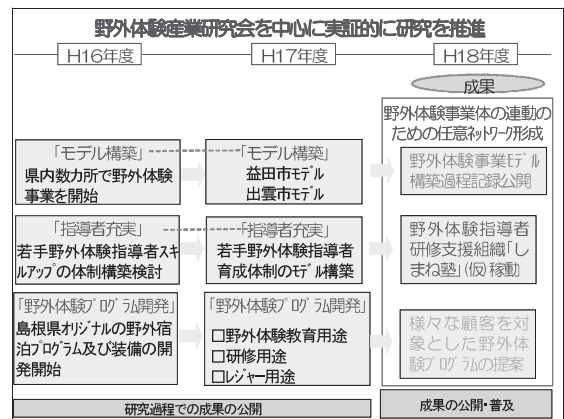 野外体験産業研究会を中心に実証的に研究を推進
H16年度
H17年度
H18年度
成果
野外体験事業体の連動の
ための任意ネットワーク形成
「モデル構築」
県内数カ所で野外体験
事業を開始
「モデル構築」
益田市モデル
出雲市モデル
野外体験事業モデル
構築過程記録公開
「指導者充実」
若手野外体験指導者スキ
ルアップの体制構築検討
「指導者充実」
若手野外体験指導者
育成体制のモデル構築
野外体験指導者
研修支援組織「し
まね塾」(仮)稼動
「野外体験プログラム開発」
島根県オリジナルの野外宿
泊プログラム及び装備の開
発開始
「野外体験プログラム開発」
□野外体験教育用途
□研修用途
□レジャー用途
様々な顧客を対
象とした野外体
験プログラムの提案
研究過程での成果の公開
成果の公開・普及